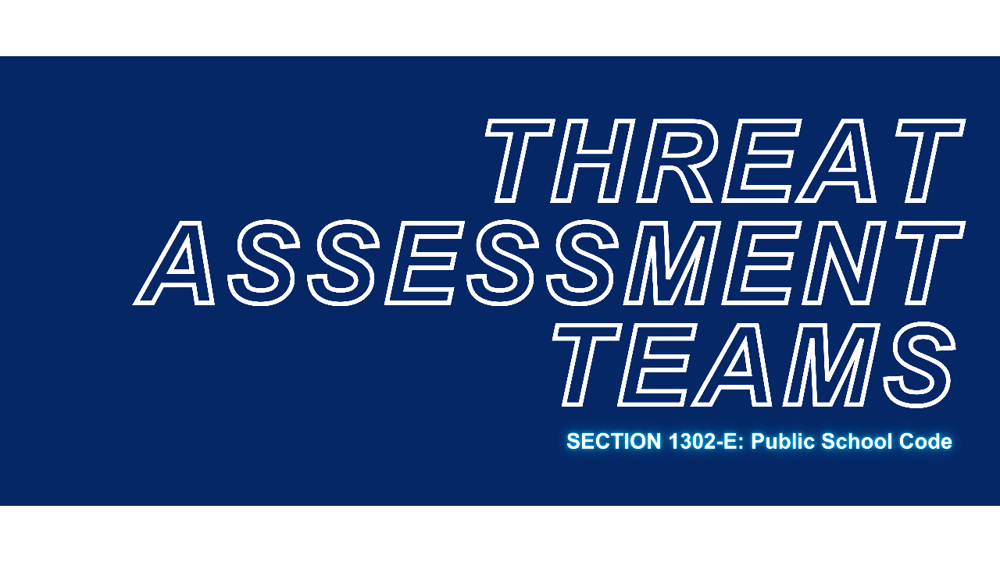 THREAT
ASSESSMENT
TEAMS
SECTION 1302-E: Public School Code